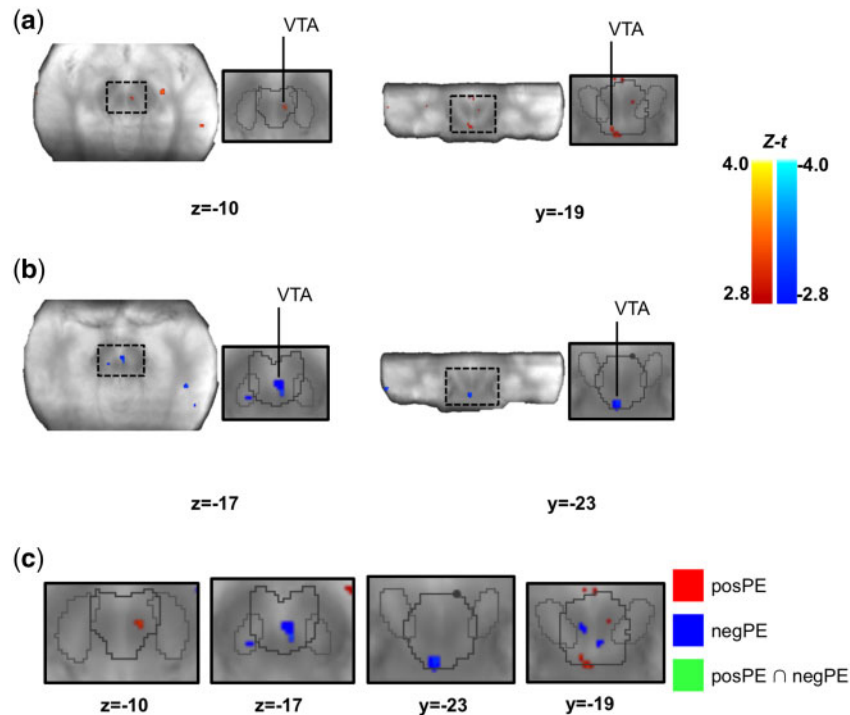 (a)
VTA
VTA
z=-10
y=-19
Z-t
4.0
-4.0
2.8
-2.8
(b)
VTA
VTA
z=-17
y=-23
(c)
posPE
negPE
posPE ∩ negPE
z=-10
z=-17
y=-23
y=-19